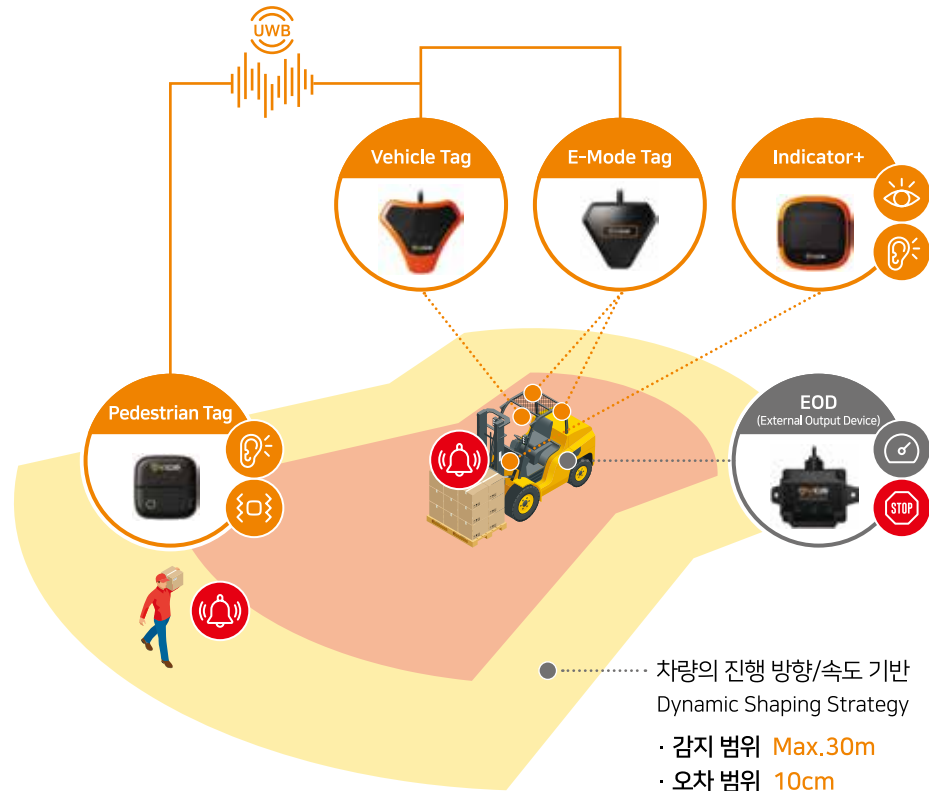 UWB
Vehicle Tag
E-Mode Tag
Indicator+
Pedestrian Tag
EOD
(External Output Device)
STOP
차량의 진행 방향/속도 기반
Dynamic Shaping Strategy
· 감지 범위 Max.30m
· 오차 범위 10cm